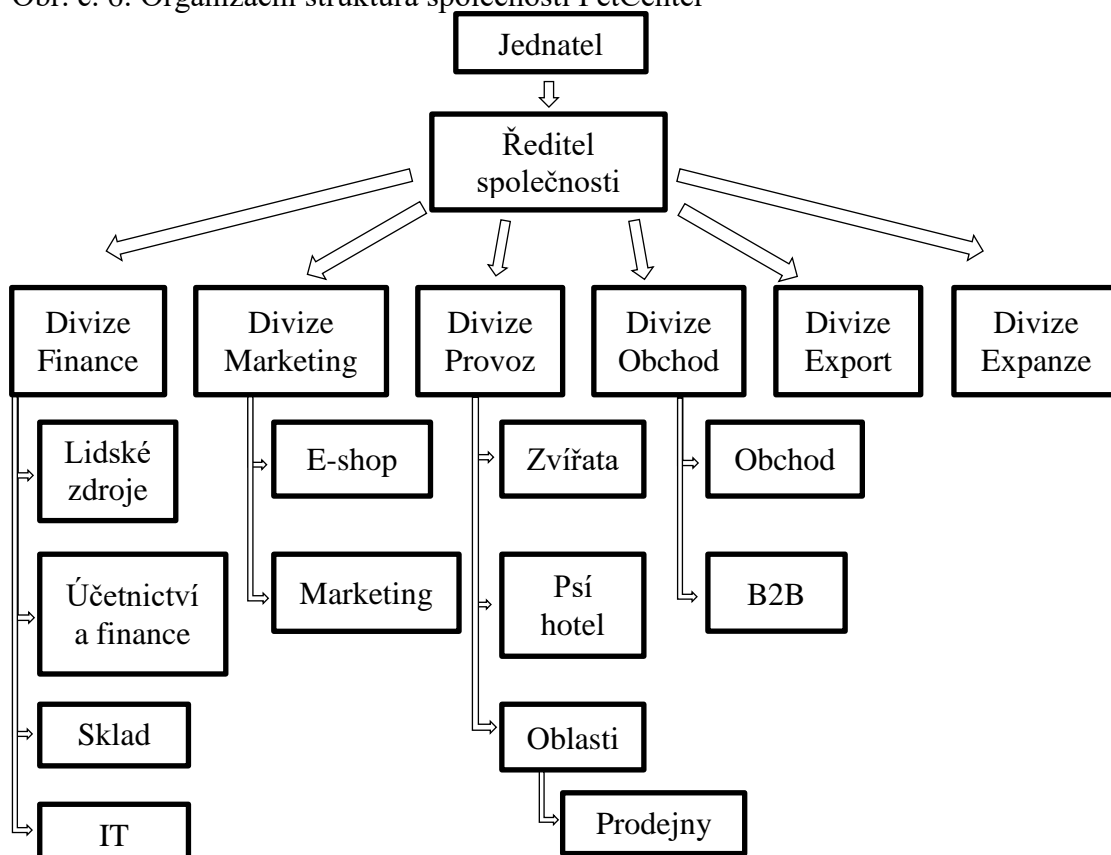 Obr. č. 6: Organizační struktura společnosti PetCenter
Jednatel
Ředitel
společnosti
Divize
Finance
Divize
Marketing
Divize
Provoz
Divize
Obchod
Divize
Export
Divize
Expanze
Lidské
zdroje
E-shop
Zvířata
Obchod
Účetnictví
a finance
Marketing
Psí
hotel
B2B
Sklad
Oblasti
IT
Prodejny